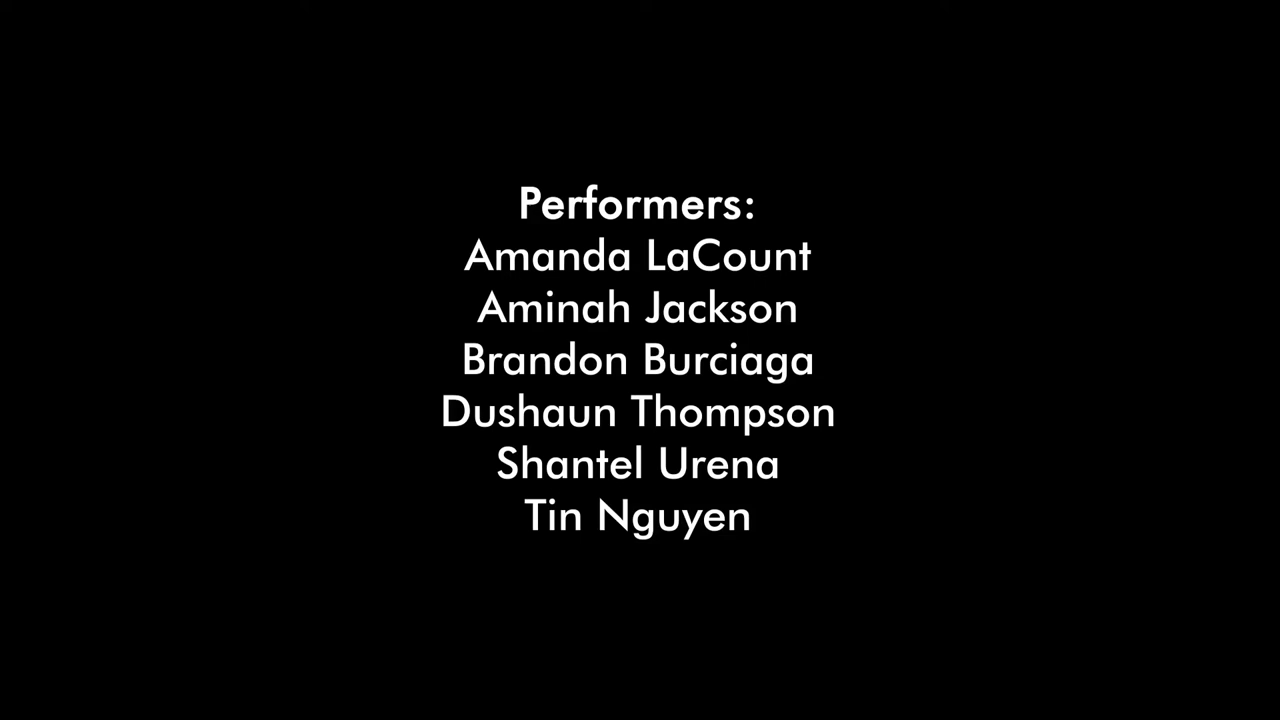 Performers:
Amanda LaCount
Aminah Jackson
Brandon Burciaga
Dushaun Thompson
Shantel Urena
Tin Nguyen